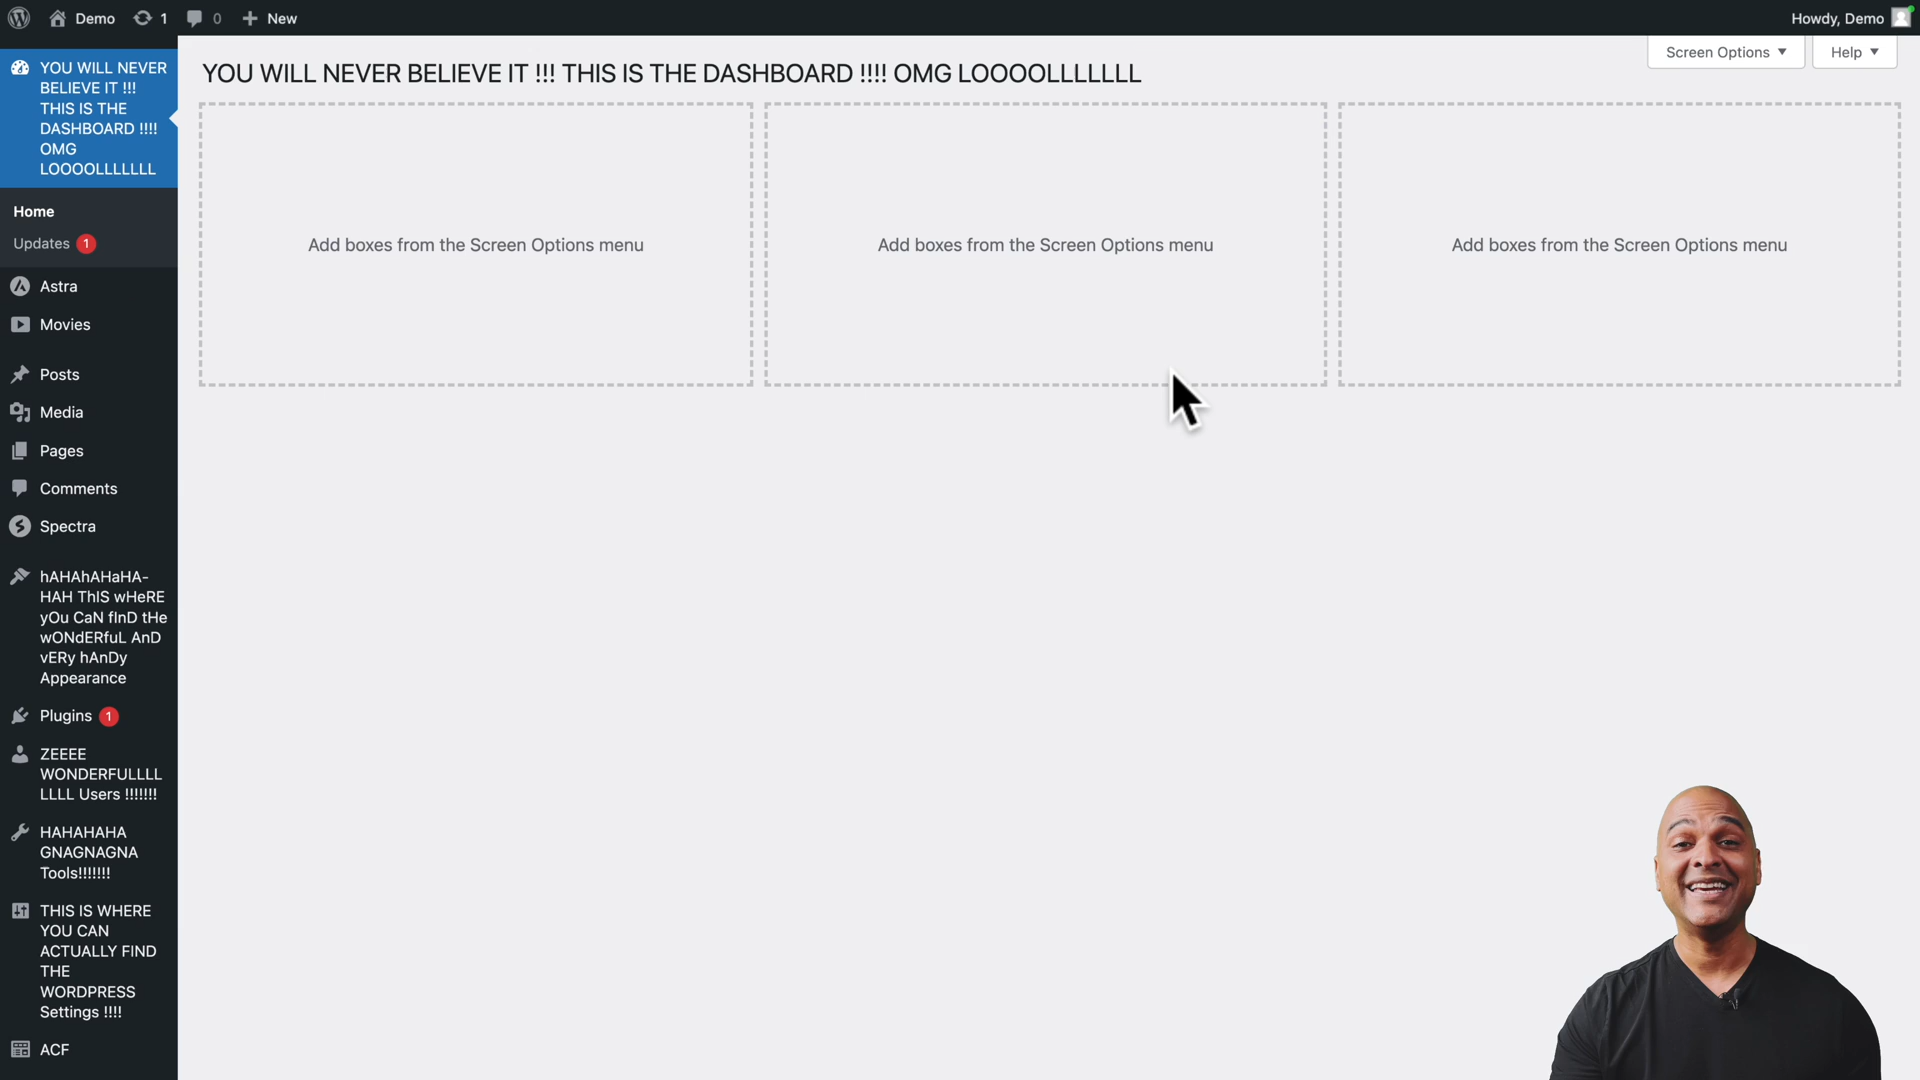 Demo
1
0
New
Howdy, Demo
YOU WILL NEVER
BELIEVE IT !!!
THIS IS THE
DASHBOARD !!!!
OMG
LOOOOLLLLLLL
Home
Updates 1
Astra
Movies
Posts
Media
Pages
Comments
Spectra
hAHAhAHaHA-
HAH ThIS wHeRE
yOu CaN fInD tHe
wONdERfuL AnD
vERy hAnDy
Appearance
Plugins 1
ZEEEE
WONDERFULLLL
LLLL Users !!!!!!!
HAHAHAHA
GNAGNAGNA
Tools!!!!!!!
THIS IS WHERE
YOU CAN
ACTUALLY FIND
THE
WORDPRESS
Settings !!!!
ACF
Screen Options
Help
YOU WILL NEVER BELIEVE IT !!! THIS IS THE DASHBOARD !!!! OMG LOOOOLLLLLLL
Add boxes from the Screen Options menu
Add boxes from the Screen Options menu
Add boxes from the Screen Options menu